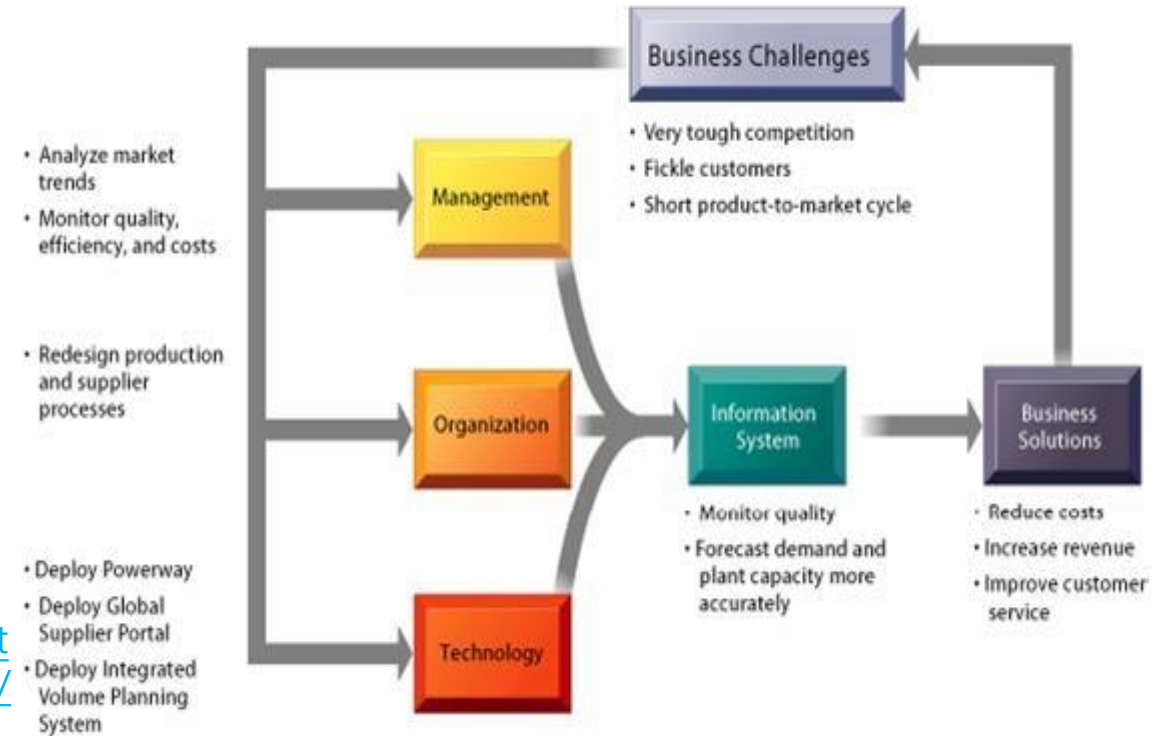 Business Challenges
• Very tough competition
• Fickle customers
• Short product-to-market cycle
• Analyze market
trends
• Monitor quality,
efficiency, and costs
Management
• Redesign production
and supplier
processes
Organization
Information
System
• Monitor quality
• Forecast demand and
plant capacity more
accurately
Business
Solutions
• Reduce costs
• Increase revenue
• Improve customer
service
• Deploy Powerway
• Deploy Global
Supplier Portal
• Deploy Integrated
Volume Planning
System
Technology
t
/